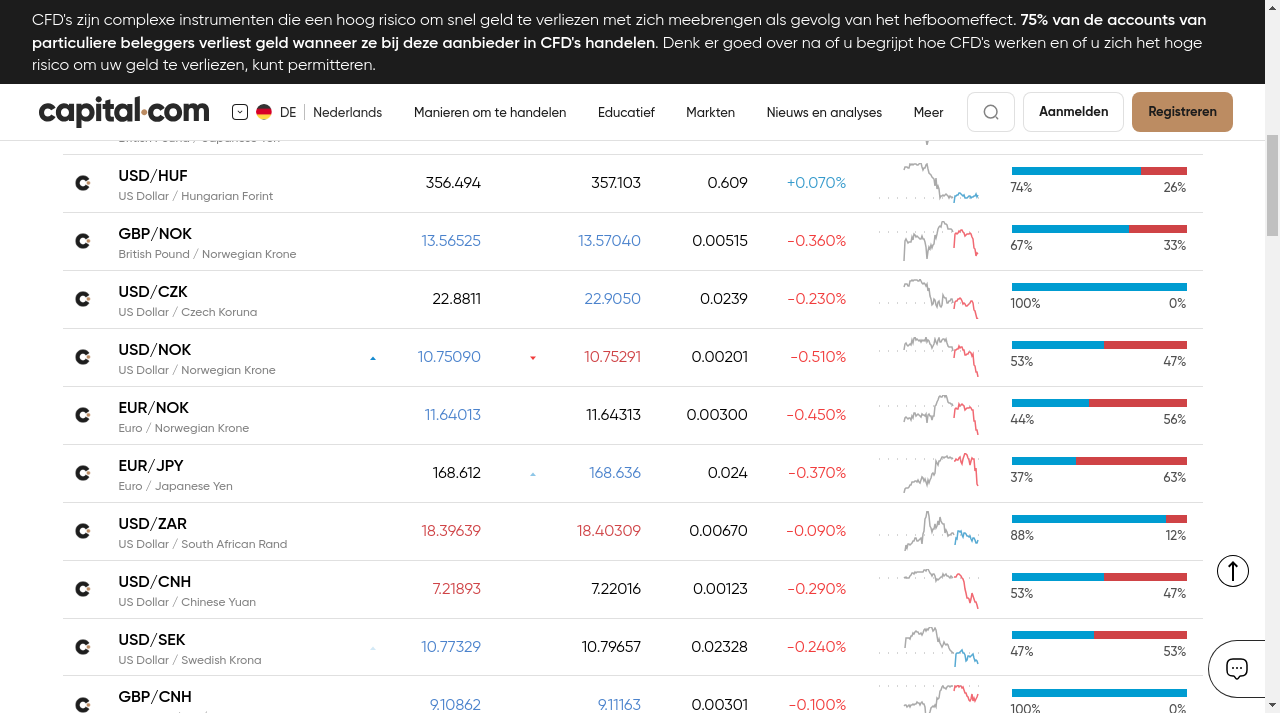 CFD's zijn complexe instrumenten die een hoog risico om snel geld te verliezen met zich meebrengen als gevolg van het hefboomeffect. 75% van de accounts van
particuliere beleggers verliest geld wanneer ze bij deze aanbieder in CFD's handelen. Denk er goed over na of u begrijpt hoe CFD's werken en of u zich het hoge
risico om uw geld te verliezen, kunt permitteren.
capital.com DE Nederlands Manieren om te handelen Educatief Markten Nieuws en analyses Meer Aanmelden Registreren
USD/HUF 356.494 357.103 0.609 +0.070% 74% 26%
US Dollar / Hungarian Forint
GBP/NOK 13.56525 13.57040 0.00515 -0.360% 67% 33%
British Pound / Norwegian Krone
USD/CZK 22.8811 22.9050 0.0239 -0.230% 100% 0%
US Dollar / Czech Koruna
USD/NOK 10.75090 10.75291 0.00201 -0.510% 53% 47%
US Dollar / Norwegian Krone
EUR/NOK 11.64013 11.64313 0.00300 -0.450% 44% 56%
Euro / Norwegian Krone
EUR/JPY 168.612 168.636 0.024 -0.370% 37% 63%
Euro / Japanese Yen
USD/ZAR 18.39639 18.40309 0.00670 -0.090% 88% 12%
US Dollar / South African Rand
USD/CNH 7.21893 7.22016 0.00123 -0.290% 53% 47%
US Dollar / Chinese Yuan
USD/SEK 10.77329 10.79657 0.02328 -0.240% 47% 53%
US Dollar / Swedish Krona
GBP/CNH 9.10862 9.11163 0.00301 -0.100% 100% 0%